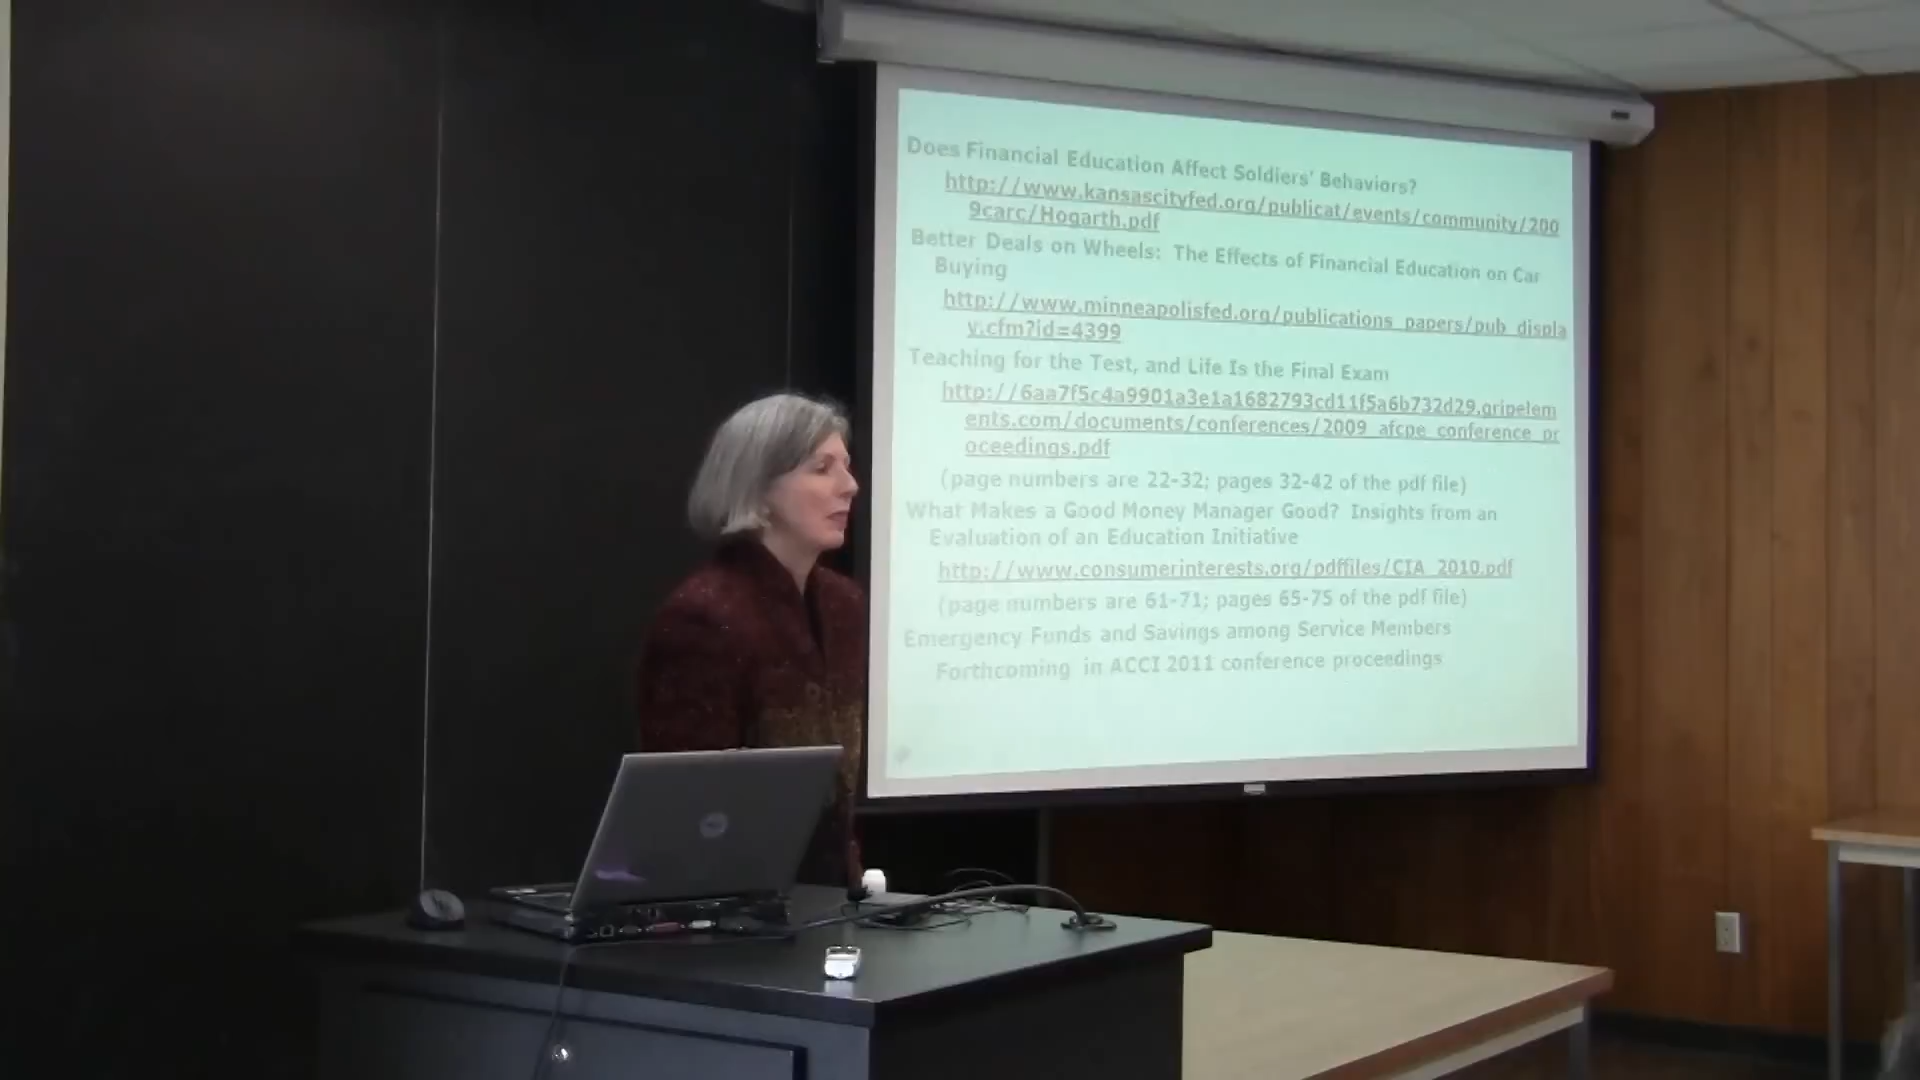 Does Financial Education Affect Soldiers' Behaviors?
http://www.kansascityfed.org/publicat/events/community/200
9carc/Hogarth.pdf
Better Deals on Wheels: The Effects of Financial Education on Car
Buying
http://www.minneapolisfed.org/publications_papers/pub_displa
y.cfm?id=4399
Teaching for the Test, and Life Is the Final Exam
http://6aa7f5c4a9901a3e1a1682793cd11f5a6b732d29.gripelem
ents.com/documents/conferences/2009_afcpe_conference_pr
oceedings.pdf
(page numbers are 22-32; pages 32-42 of the pdf file)
What Makes a Good Money Manager Good? Insights from an
Evaluation of an Education Initiative
http://www.consumerinterests.org/pdffiles/CIA_2010.pdf
(page numbers are 61-71; pages 65-75 of the pdf file)
Emergency Funds and Savings among Service Members
Forthcoming in ACCI 2011 conference proceedings